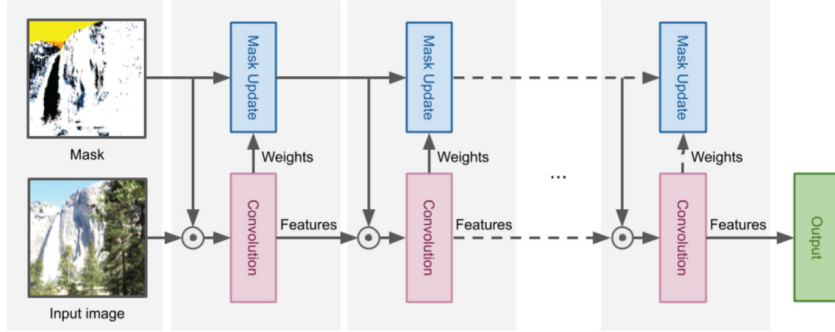 Mask
Input image
Mask Update
Weights
Convolution
Features
Mask Update
Weights
Convolution
Features
...
Mask Update
Weights
Convolution
Features
Output